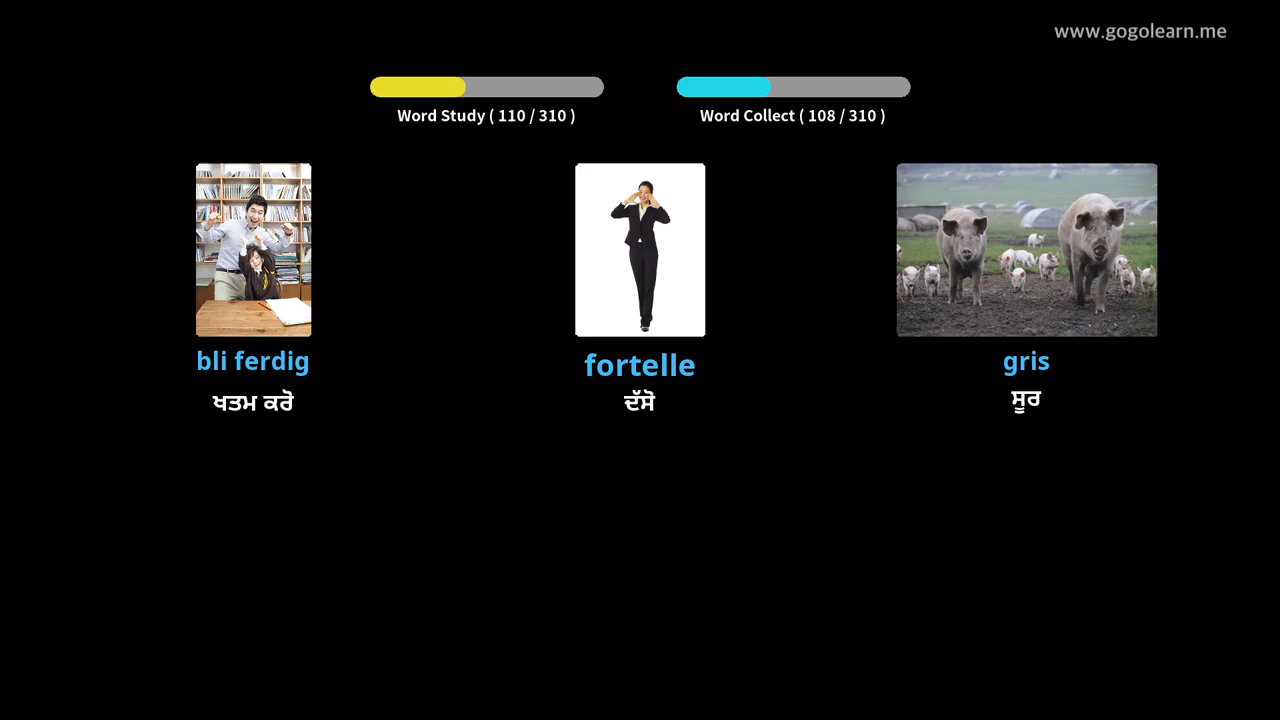 www.gogolearn.me
Word Study ( 110 / 310 )
Word Collect ( 108 / 310 )
bli ferdig
fortelle
gris
ਖਤਮ ਕਰੋ
ਦੱਸੋ
ਸੂਰ